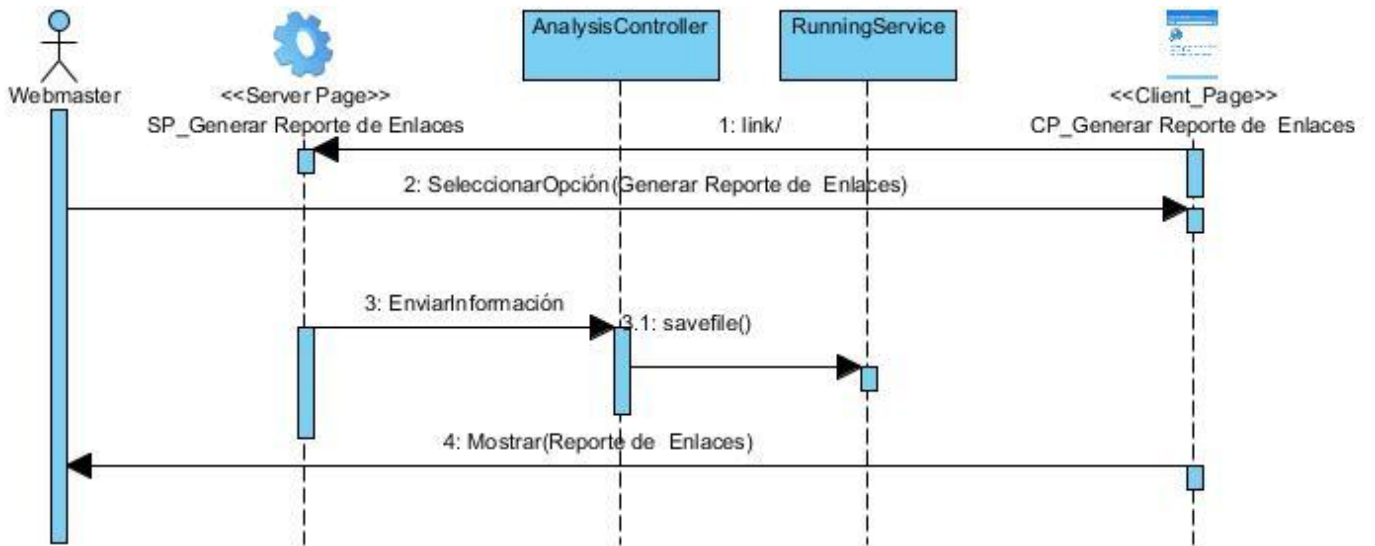 AnalysisController
RunningService
Webmaster
<<Server Page>>
SP_Generar Reporte de Enlaces
<<Client_Page>>
CP_Generar Reporte de Enlaces
1: link/
2: SeleccionarOpción(Generar Reporte de Enlaces)
3: EnviarInformación
3.1: savefile()
4: Mostrar(Reporte de Enlaces)